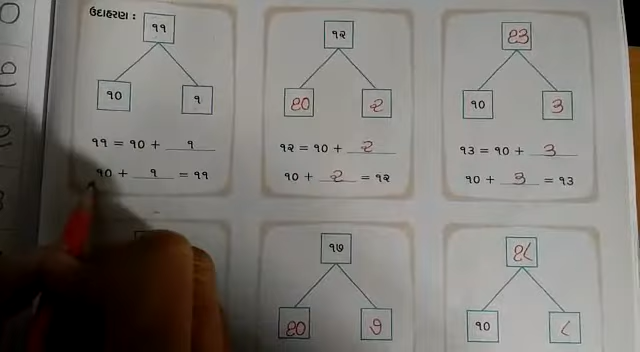 ઉદાહરણ :
૧૧
૧૦ ૧
૧૧ = ૧૦ + ૧
૧૦ + ૧ = ૧૧
૧૨
૧૦ ૨
૧૨ = ૧૦ + ૨
૧૦ + ૨ = ૧૨
૧૩
૧૦ ૩
૧૩ = ૧૦ + ૩
૧૦ + ૩ = ૧૩
૧૭
૧૦ ૭
૧૮
૧૦ ૮